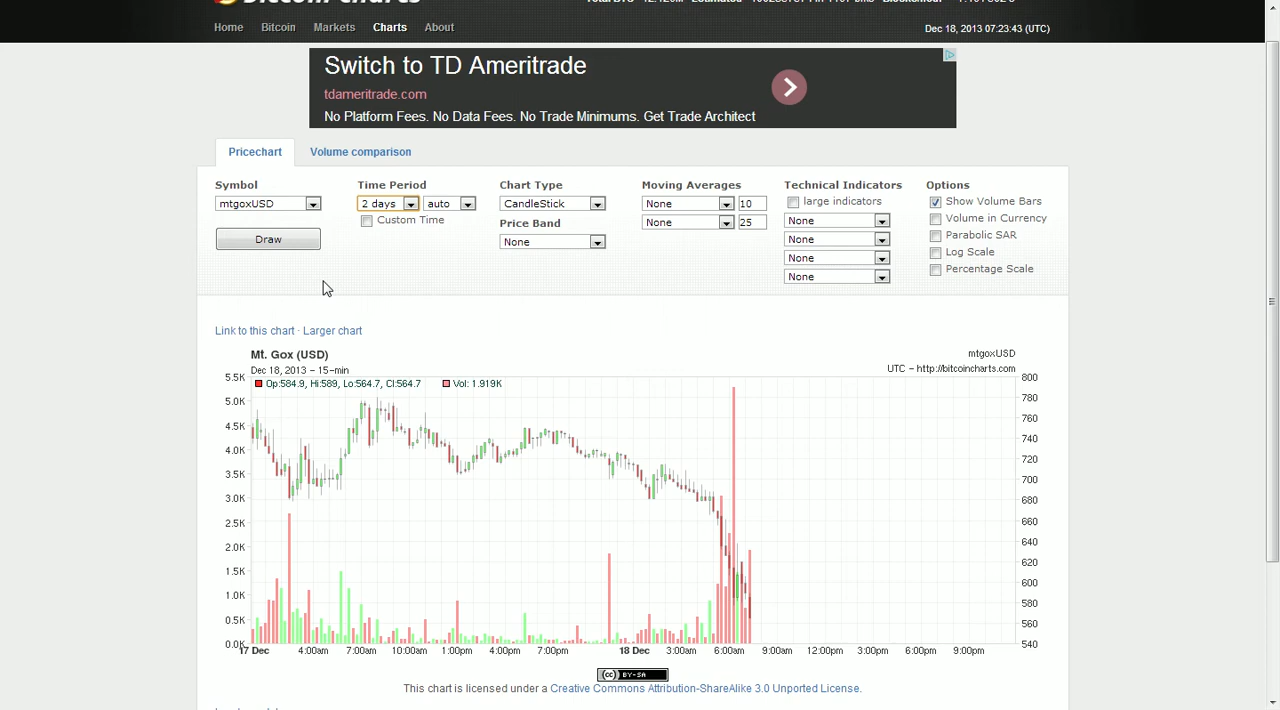 Bitcoin Charts
Home Bitcoin Markets Charts About
Dec 18, 2013 07:23:43 (UTC)
Switch to TD Ameritrade
tdameritrade.com
No Platform Fees. No Data Fees. No Trade Minimums. Get Trade Architect
Pricechart Volume comparison
Symbol Time Period Chart Type Moving Averages Technical Indicators Options
mtgoxUSD 2 days auto CandleStick None 10 large indicators Show Volume Bars
Custom Time Price Band None 25 None Volume in Currency
Draw None None Parabolic SAR
None Log Scale
None Percentage Scale
Link to this chart · Larger chart
Mt. Gox (USD) mtgoxUSD
Dec 18, 2013 - 15-min UTC - http://bitcoincharts.com
Op:584.9, Hi:589, Lo:564.7, Cl:564.7 Vol: 1.919K
5.5K 800
5.0K 780
4.5K 760
4.0K 740
3.5K 720
3.0K 700
2.5K 680
2.0K 660
1.5K 640
1.0K 620
0.5K 600
0.0K 580
560
540
17 Dec 4:00am 7:00am 10:00am 1:00pm 4:00pm 7:00pm 18 Dec 3:00am 6:00am 9:00am 12:00pm 3:00pm 6:00pm 9:00pm
(cc) BY-SA
This chart is licensed under a Creative Commons Attribution-ShareAlike 3.0 Unported License.